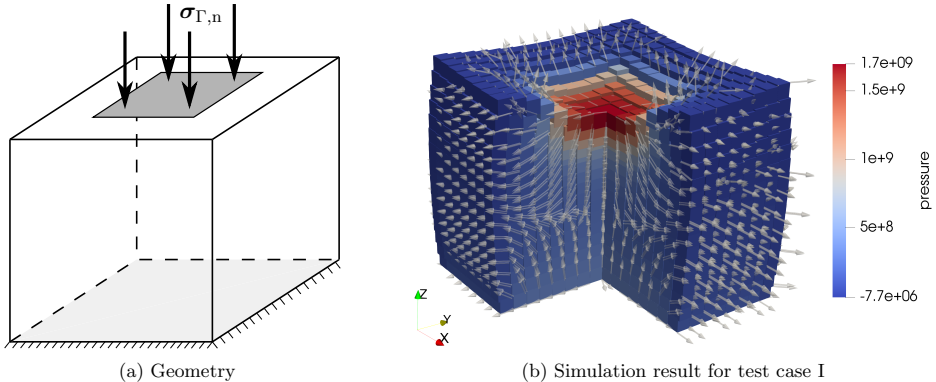 σΓ,n
1.7e+09
1.5e+9
1e+9
5e+8
-7.7e+06
pressure
Z
Y
X
(a) Geometry
(b) Simulation result for test case I